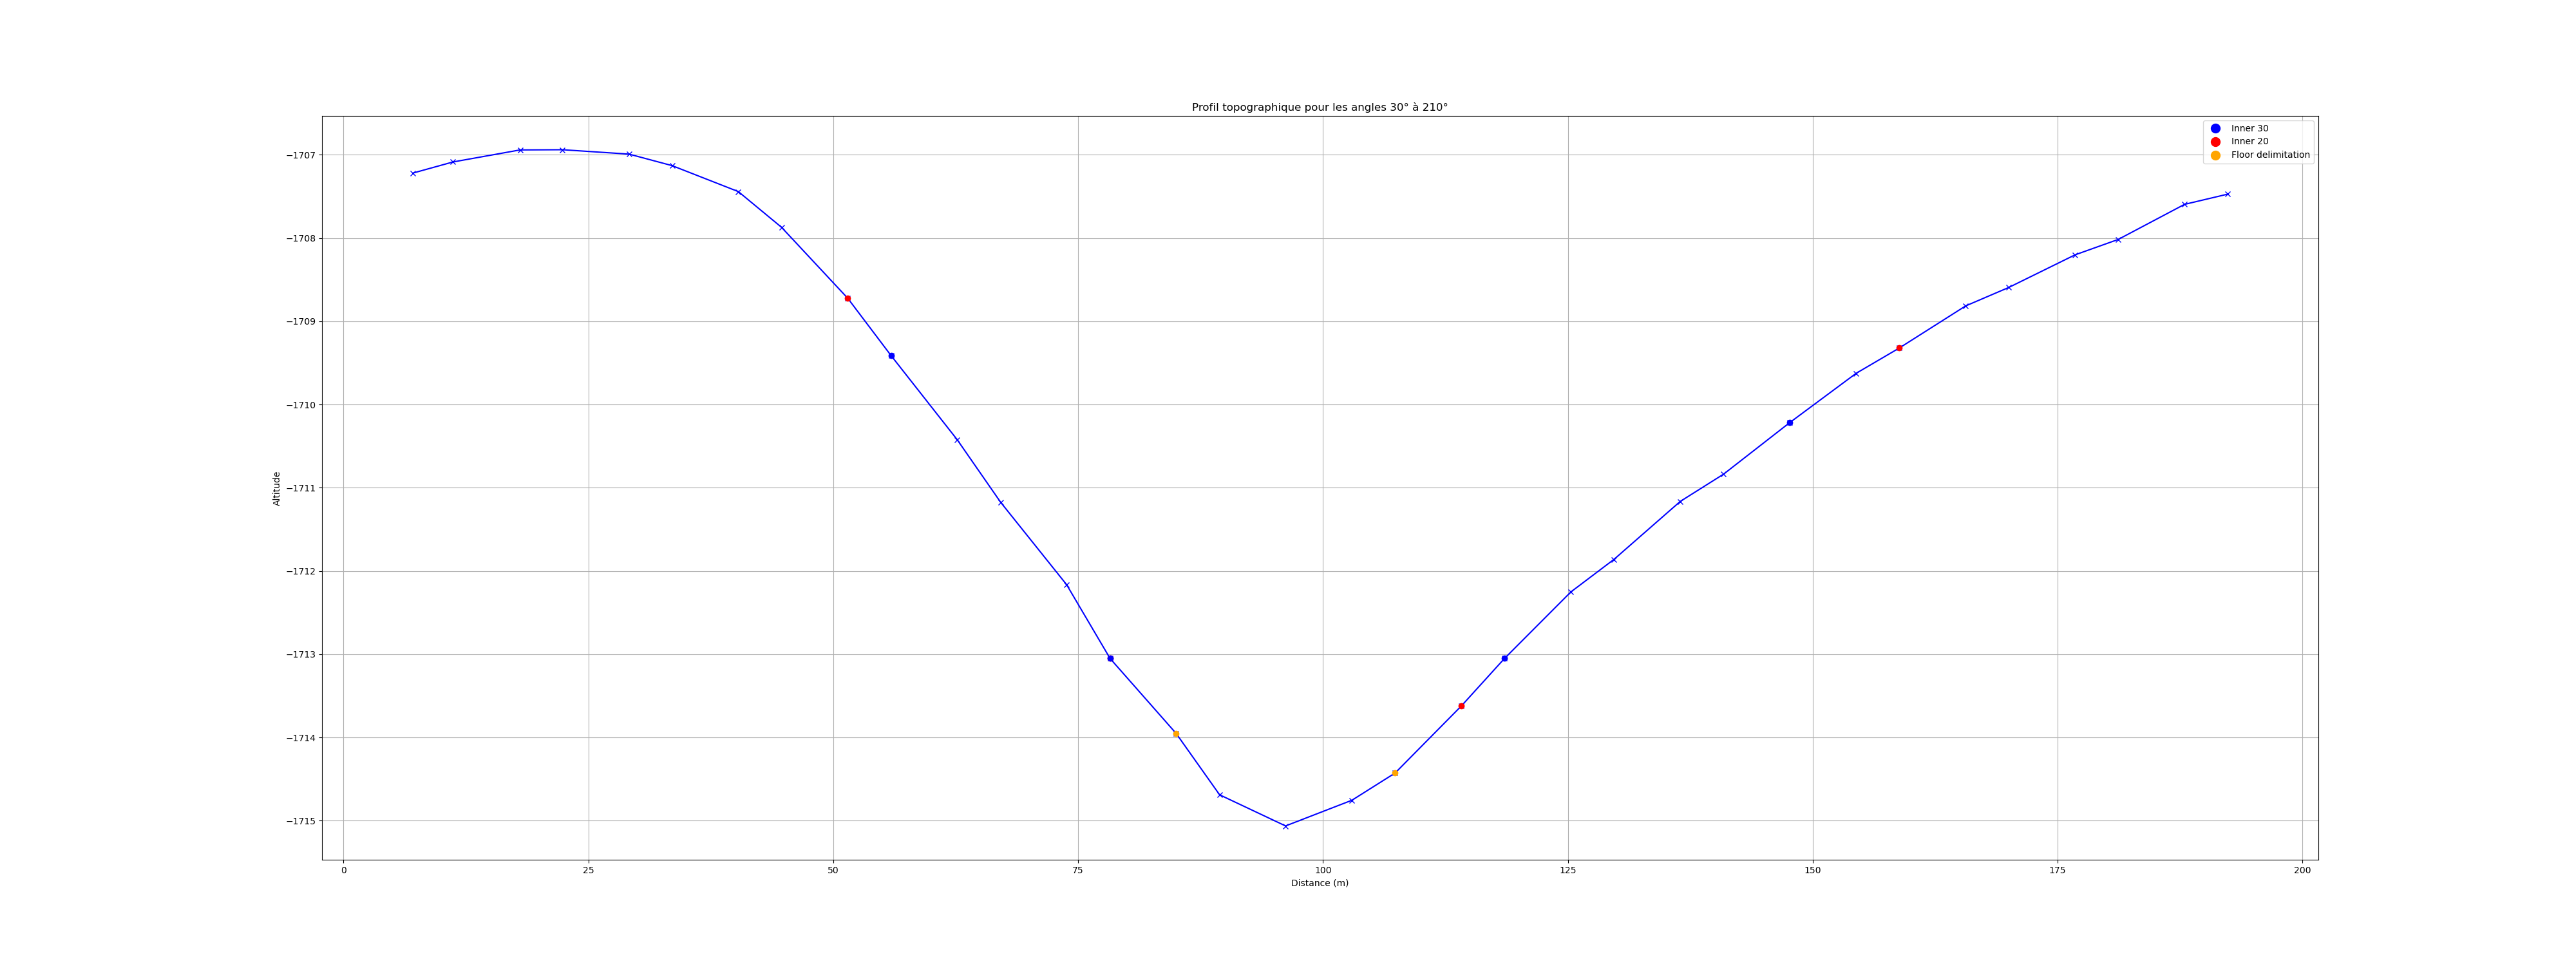 Profil topographique pour les angles 30° à 210°
Inner 30
Inner 20
Floor delimitation
−1707
−1708
−1709
−1710
−1711
−1712
−1713
−1714
−1715
Altitude
0 25 50 75 100 125 150 175 200
Distance (m)